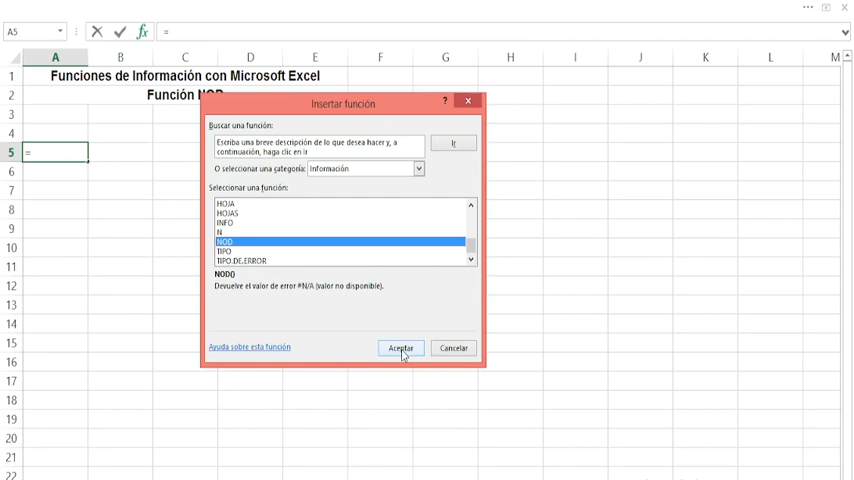 A5 fx =
A B C D E F G H I J K L M
1 Funciones de Información con Microsoft Excel
2 Función NOD
3
4
5 =
6
7
8
9
10
11
12
13
14
15
16
17
18
19
20
21
22
Insertar función ?
Buscar una función:
Escriba una breve descripción de lo que desea hacer y, a
continuación, haga clic en Ir
Ir
O seleccionar una categoría: Información
Seleccionar una función:
HOJA
HOJAS
INFO
N
NOD
TIPO
TIPO.DE.ERROR
NOD()
Devuelve el valor de error #N/A (valor no disponible).
Ayuda sobre esta función Aceptar Cancelar